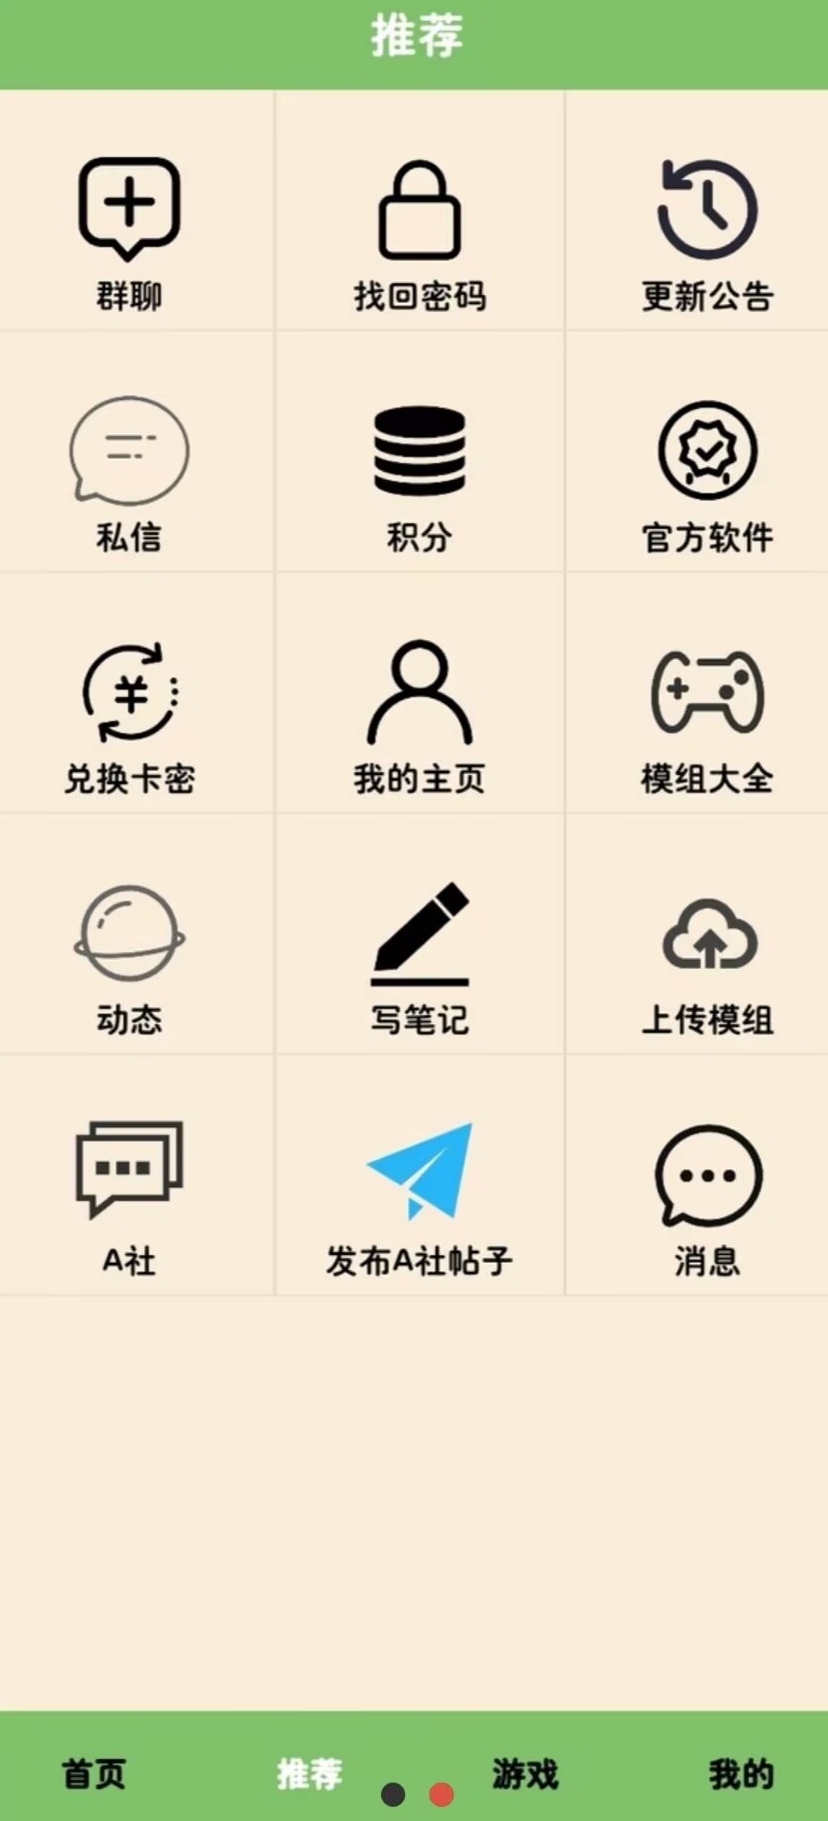 推荐
群聊
找回密码
更新公告
私信
积分
官方软件
兑换卡密
我的主页
模组大全
动态
写笔记
上传模组
A社
发布A社帖子
消息
首页
推荐
游戏
我的